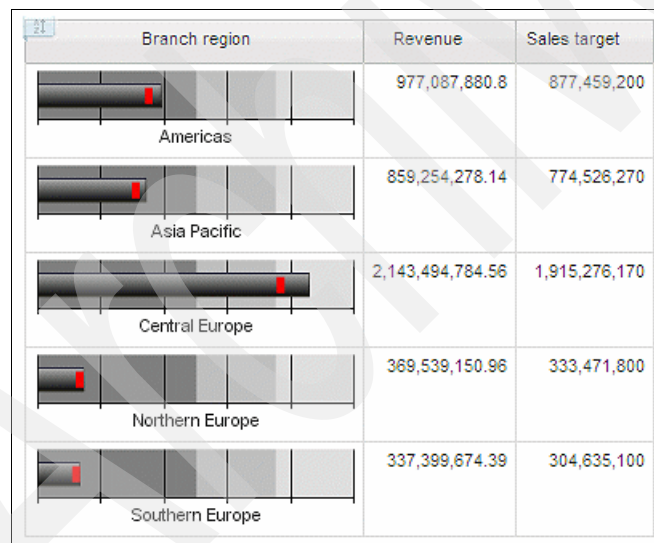 Branch region Revenue Sales target
977,087,880.8 877,459,200
Americas
859,254,278.14 774,526,270
Asia Pacific
2,143,494,784.56 1,915,276,170
Central Europe
369,539,150.96 333,471,800
Northern Europe
337,399,674.39 304,635,100
Southern Europe